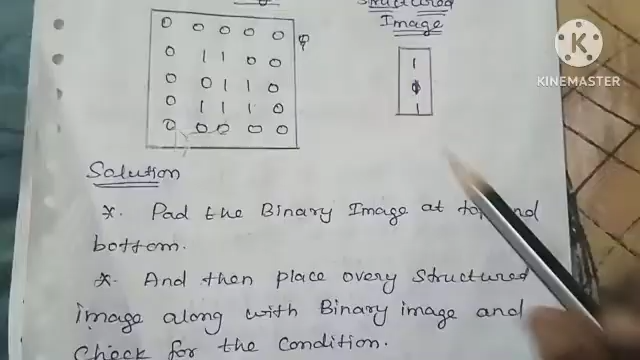 Structured
Image
0 0 0 0 0
0 1 1 0 0
0 0 1 1 0
0 1 1 1 0
0 0 0 0 0
1
1
KINEMASTER
Solution
*. Pad the Binary Image at top and
bottom.
*. And then place overy structured
image along with Binary image and
check for the condition.